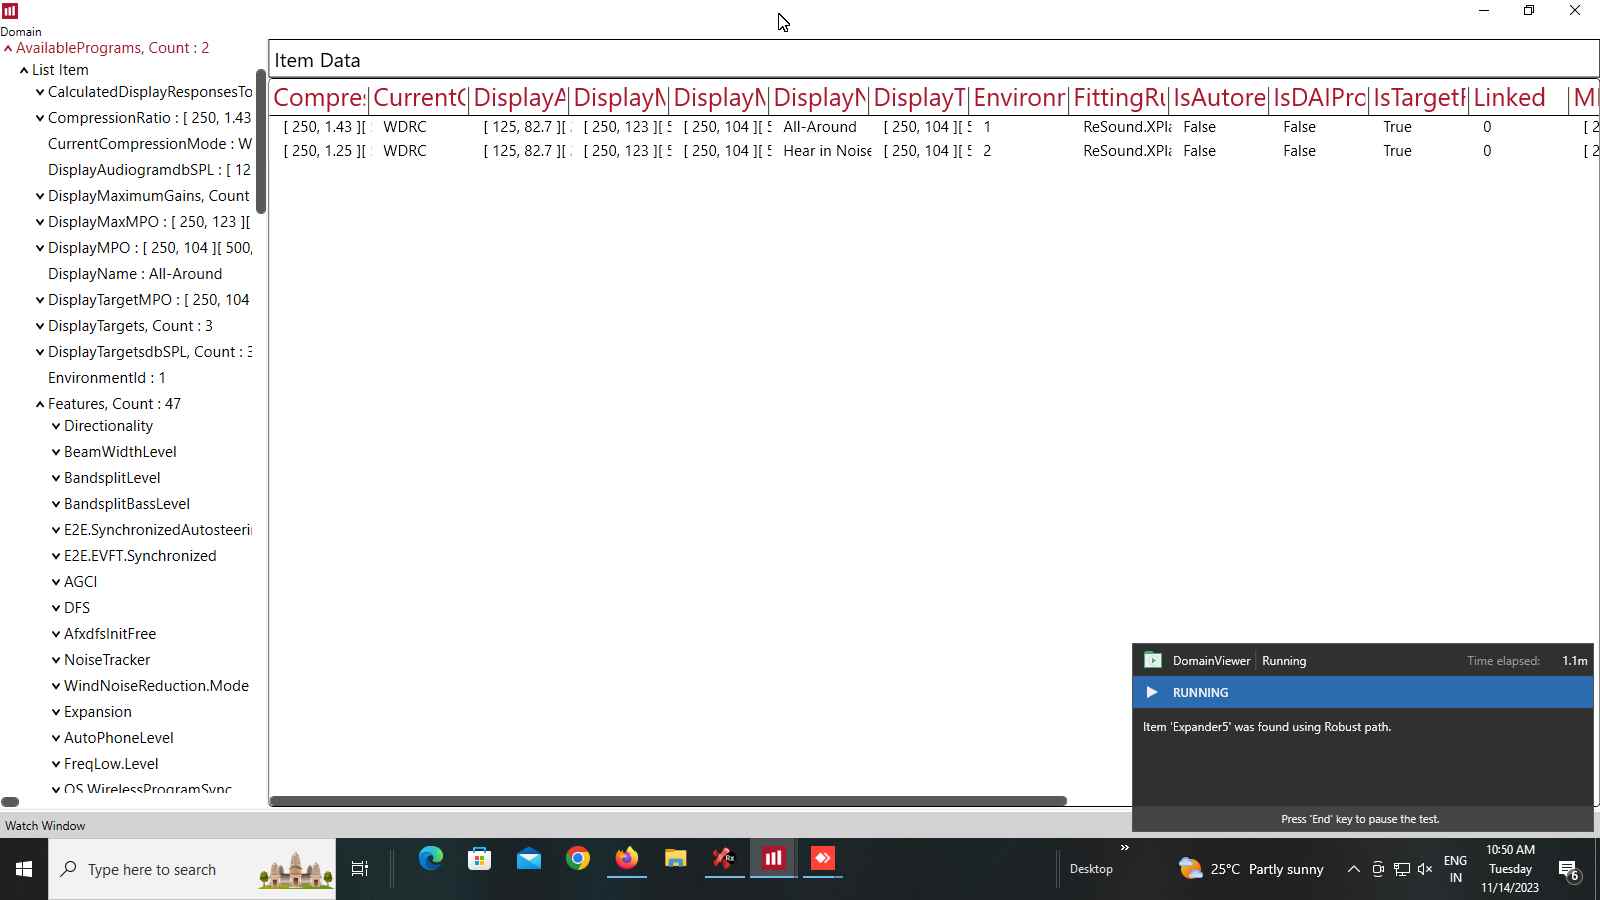 Domain
AvailablePrograms, Count : 2
List Item
CalculatedDisplayResponsesTo
CompressionRatio : [ 250, 1.43
CurrentCompressionMode : W
DisplayAudiogramdbSPL : [ 12
DisplayMaximumGains, Count
DisplayMaxMPO : [ 250, 123 ][
DisplayMPO : [ 250, 104 ][ 500,
DisplayName : All-Around
DisplayTargetMPO : [ 250, 104
DisplayTargets, Count : 3
DisplayTargetsdbSPL, Count : 3
EnvironmentId : 1
Features, Count : 47
Directionality
BeamWidthLevel
BandsplitLevel
BandsplitBassLevel
E2E.SynchronizedAutosteeri
E2E.EVFT.Synchronized
AGCI
DFS
AfxdfsInitFree
NoiseTracker
WindNoiseReduction.Mode
Expansion
AutoPhoneLevel
FreqLow.Level
OS.WirelessProgramSync
Item Data
Compre: CurrentC DisplayA DisplayM DisplayM DisplayN DisplayT Environr FittingRu IsAutore IsDAIPro IsTargetF Linked M
[ 250, 1.43 ][ WDRC [ 125, 82.7 ][ [ 250, 123 ][ 5 [ 250, 104 ][ 5 All-Around [ 250, 104 ][ 5 1 ReSound.XPla False False True 0 [ 2
[ 250, 1.25 ][ WDRC [ 125, 82.7 ][ [ 250, 123 ][ 5 [ 250, 104 ][ 5 Hear in Noise [ 250, 104 ][ 5 2 ReSound.XPla False False True 0 [ 2
DomainViewer Running Time elapsed: 1.1m
RUNNING
Item 'Expander5' was found using Robust path.
Press 'End' key to pause the test.
Watch Window
Type here to search
Rx
Desktop
»
25°C Partly sunny
ENG
IN
10:50 AM
Tuesday
11/14/2023
6